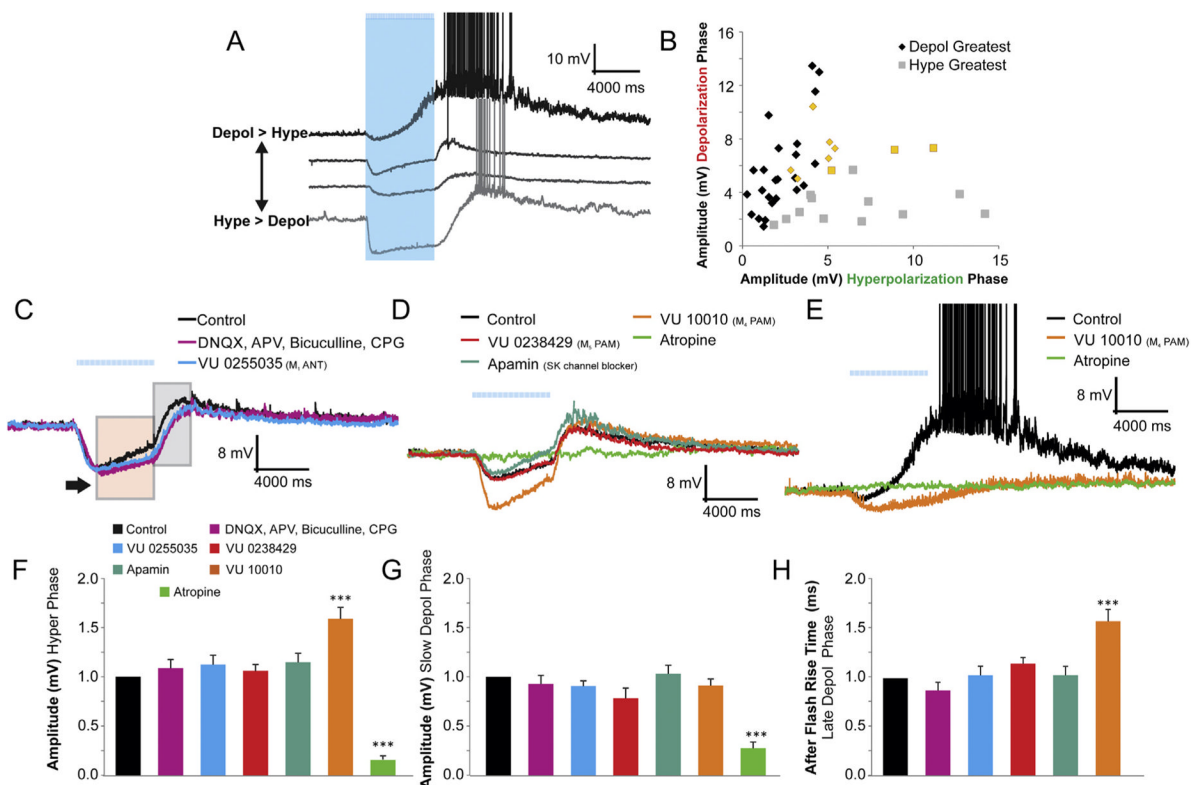 A
10 mV
4000 ms
Depol > Hype
Hype > Depol
B
Amplitude (mV) Depolarization Phase
16
12
8
4
0
Depol Greatest
Hype Greatest
0
5
10
15
Amplitude (mV) Hyperpolarization Phase
C
Control
DNQX, APV, Bicuculline, CPG
VU 0255035 (M₁ ANT)
8 mV
4000 ms
D
Control
VU 0238429 (M₅ PAM)
Apamin (SK channel blocker)
VU 10010 (M₄ PAM)
Atropine
8 mV
4000 ms
E
Control
VU 10010 (M₄ PAM)
Atropine
8 mV
4000 ms
Control
DNQX, APV, Bicuculline, CPG
VU 0255035
VU 0238429
Apamin
VU 10010
Atropine
F
Amplitude (mV) Hyper Phase
2.0
1.5
1.0
0.5
0.0
***
***
G
Amplitude (mV) Slow Depol Phase
2.0
1.5
1.0
0.5
0.0
***
H
After Flash Rise Time (ms)
Late Depol Phase
2.0
1.5
1.0
0.5
0.0
***